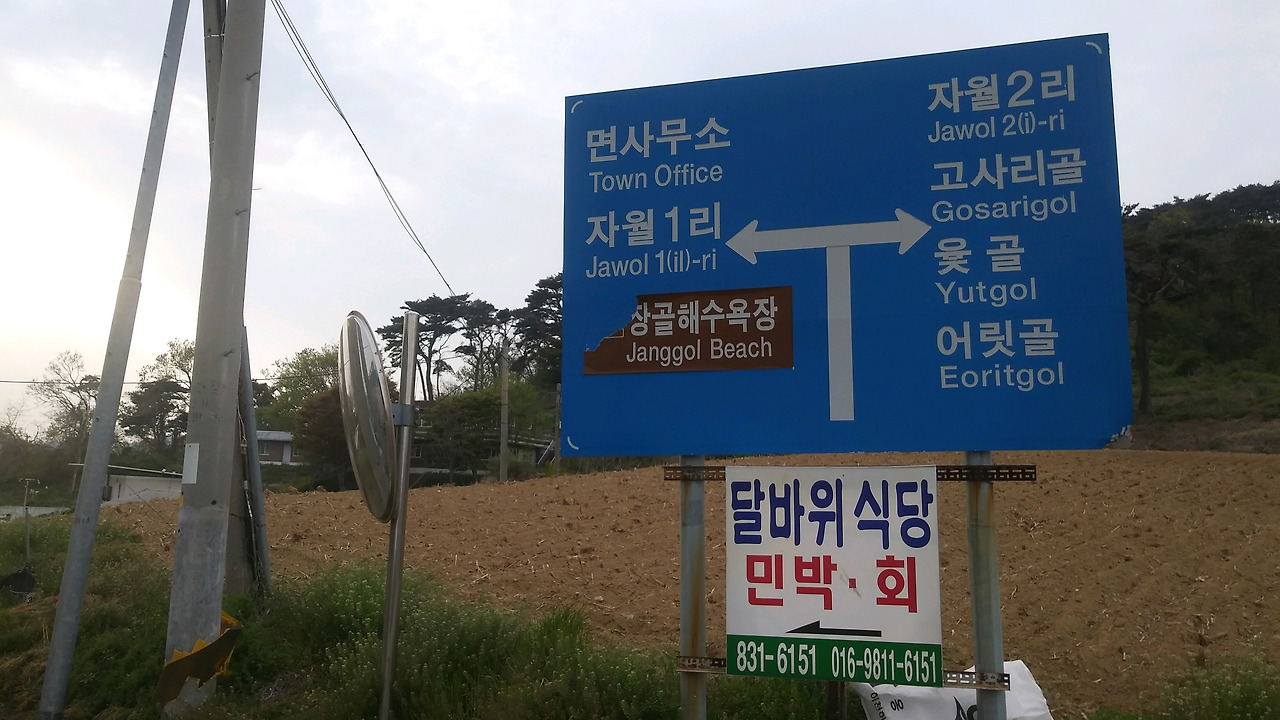 면사무소
Town Office
자월1리
Jawol 1(il)-ri
장골해수욕장
Janggol Beach
자월2리
Jawol 2(i)-ri
고사리골
Gosarigol
윷골
Yutgol
어릿골
Eoritgol
달바위 식당
민박·회
831-6151 016-9811-6151